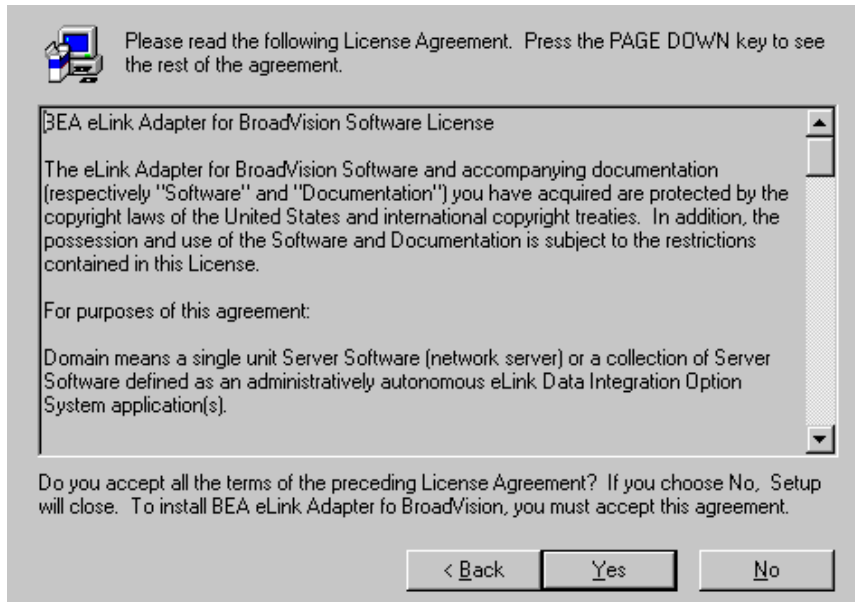 Please read the following License Agreement. Press the PAGE DOWN key to see
the rest of the agreement.
BEA eLink Adapter for BroadVision Software License
The eLink Adapter for BroadVision Software and accompanying documentation
(respectively "Software" and "Documentation") you have acquired are protected by the
copyright laws of the United States and international copyright treaties. In addition, the
possession and use of the Software and Documentation is subject to the restrictions
contained in this License.
For purposes of this agreement:
Domain means a single unit Server Software (network server) or a collection of Server
Software defined as an administratively autonomous eLink Data Integration Option
System application(s).
Do you accept all the terms of the preceding License Agreement? If you choose No, Setup
will close. To install BEA eLink Adapter fo BroadVision, you must accept this agreement.
< Back Yes No